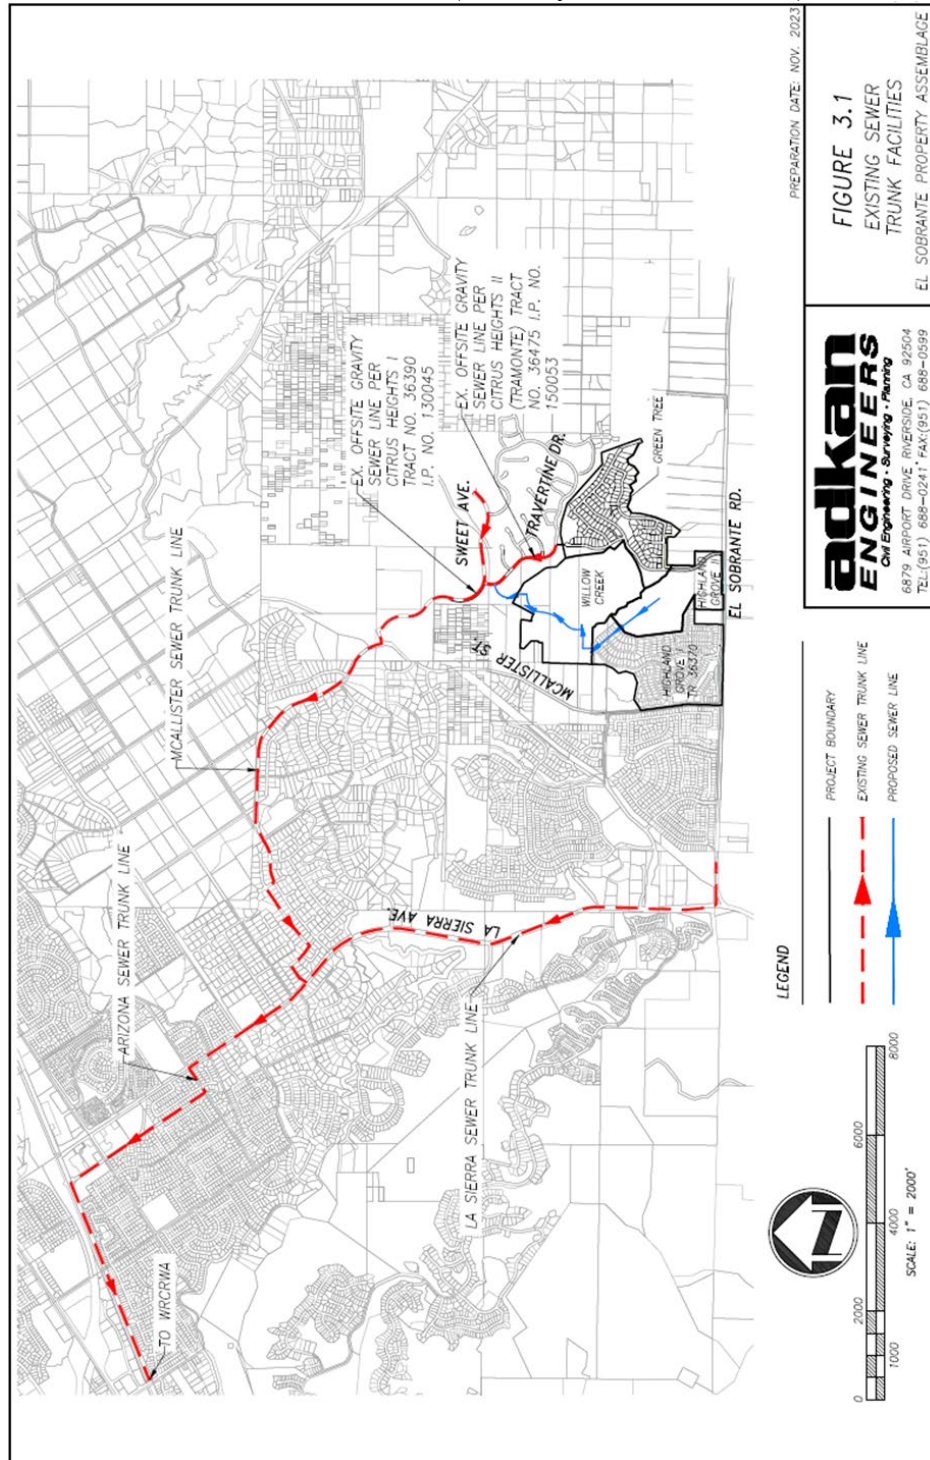 TO WRCRWA
ARIZONA SEWER TRUNK LINE
MCALLISTER SEWER TRUNK LINE
LA SIERRA SEWER TRUNK LINE
LA SIERRA AVE.
EX. OFFSITE GRAVITY
SEWER LINE PER
CITRUS HEIGHTS I
TRACT NO. 36390
I.P. NO. 130045
EX. OFFSITE GRAVITY
SEWER LINE PER
CITRUS HEIGHTS II
(TRAMONTE) TRACT
NO. 36475 I.P. NO.
150053
SWEET AVE.
TRAVERTINE DR.
GREEN TREE
MCALLISTER ST.
WILLOW
CREEK
HIGHLAND
GROVE I
TR 36370
HIGHLAND
GROVE
EL SOBRANTE RD.
LEGEND
PROJECT BOUNDARY
EXISTING SEWER TRUNK LINE
PROPOSED SEWER LINE
0
1000
2000
4000
6000
8000
SCALE: 1" = 2000'
PREPARATION DATE: NOV. 2023
adkan
ENGINEERS
Civil Engineering • Surveying • Planning
6879 AIRPORT DRIVE RIVERSIDE, CA 92504
TEL:(951) 688-0241 • FAX:(951) 688-0599
FIGURE 3.1
EXISTING SEWER
TRUNK FACILITIES
EL SOBRANTE PROPERTY ASSEMBLAGE